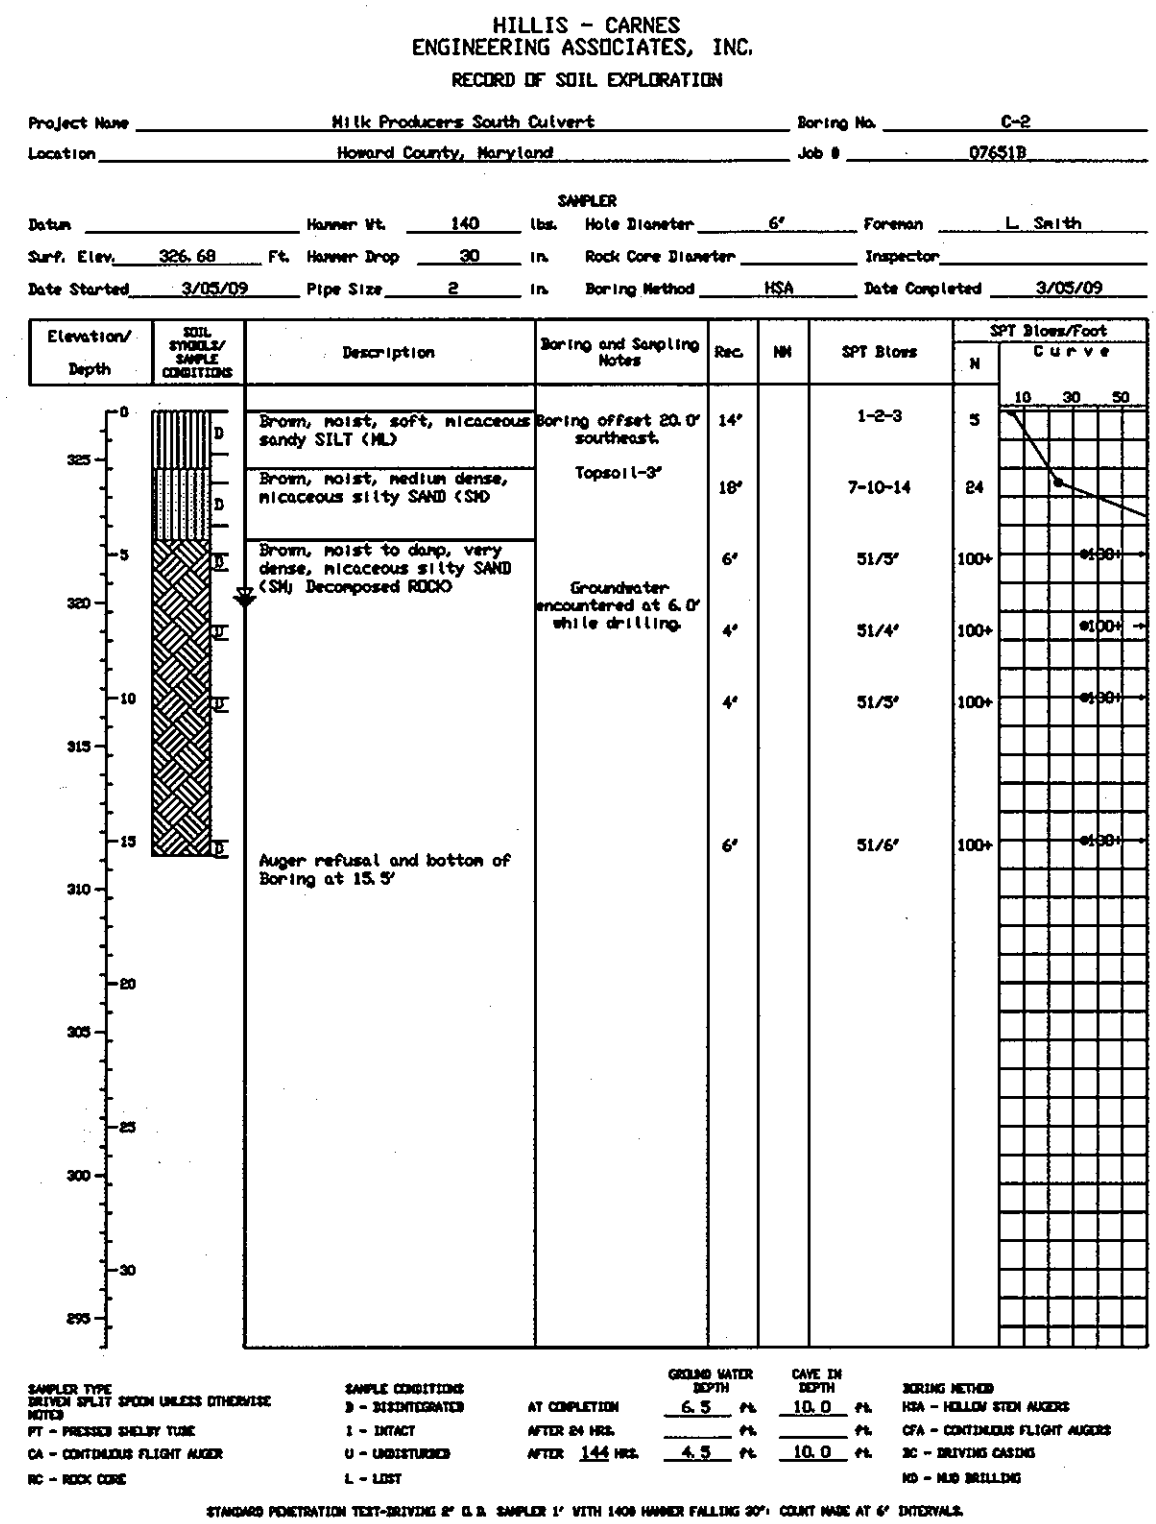 HILLIS - CARNES
ENGINEERING ASSOCIATES, INC.
RECORD OF SOIL EXPLORATION
Project Name Milk Producers South Culvert Boring No. C-2
Location Howard County, Maryland Job # 07651B
SAMPLER
Datum Hammer Wt. 140 lbs. Hole Diameter 6" Foreman L. Smith
Surf. Elev. 326.68 Ft. Hammer Drop 30 in. Rock Core Diameter Inspector
Date Started 3/05/09 Pipe Size 2 in. Boring Method HSA Date Completed 3/05/09
Elevation/
Depth
SOIL
SYMBOLS/
SAMPLE
CONDITIONS
Description
Boring and Sampling
Notes
Rec.
NM
SPT Blows
SPT Blows/Foot
N
Curve
10 30 50
0
Brown, moist, soft, micaceous
sandy SILT (ML)
D
Boring offset 20.0'
southeast.
14" 1-2-3 5
325
Brown, moist, medium dense,
micaceous silty SAND (SM)
D
Topsoil-3"
18" 7-10-14 24
5
Brown, moist to damp, very
dense, micaceous silty SAND
(SM; Decomposed ROCK)
D
6" 51/5" 100+ 100+
320
Groundwater
encountered at 6.0'
while drilling.
D
4" 51/4" 100+ 100+
10
D
4" 51/5" 100+ 100+
315
15
D
6" 51/6" 100+ 100+
Auger refusal and bottom of
Boring at 15.5'
310
20
305
25
300
30
295
SAMPLER TYPE
DRIVEN SPLIT SPOON UNLESS OTHERWISE
NOTED
PT - PRESSED SHELBY TUBE
CA - CONTINUOUS FLIGHT AUGER
RC - ROCK CORE
SAMPLE CONDITIONS
D - DISINTEGRATED
I - INTACT
U - UNDISTURBED
L - LOST
GROUND WATER
DEPTH
CAVE IN
DEPTH
AT COMPLETION 6.5 ft. 10.0 ft.
AFTER 24 HRS. ft. ft.
AFTER 144 HRS. 4.5 ft. 10.0 ft.
BORING METHOD
HSA - HOLLOW STEM AUGERS
CFA - CONTINUOUS FLIGHT AUGERS
DC - DRIVING CASING
MD - MUD DRILLING
STANDARD PENETRATION TEST-DRIVING 2" O.D. SAMPLER 1' WITH 140# HAMMER FALLING 30"; COUNT MADE AT 6" INTERVALS.